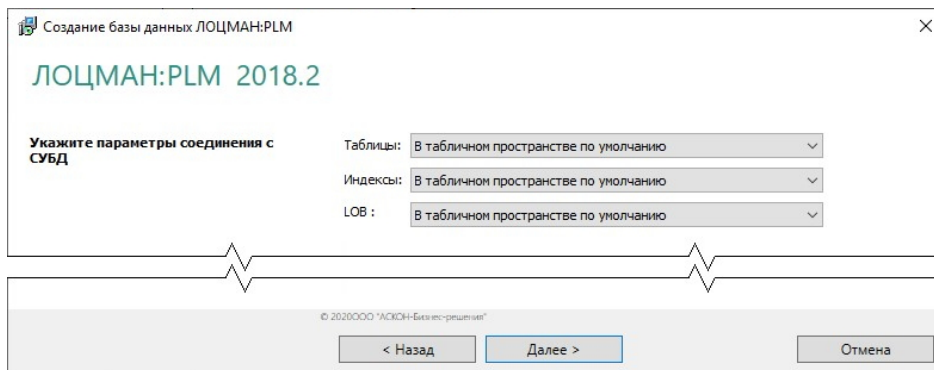 Создание базы данных ЛОЦМАН:PLM
ЛОЦМАН:PLM 2018.2
Укажите параметры соединения с
СУБД
Таблицы: В табличном пространстве по умолчанию
Индексы: В табличном пространстве по умолчанию
LOB : В табличном пространстве по умолчанию
© 2020ООО "АСКОН-Бизнес-решения"
< Назад Далее > Отмена